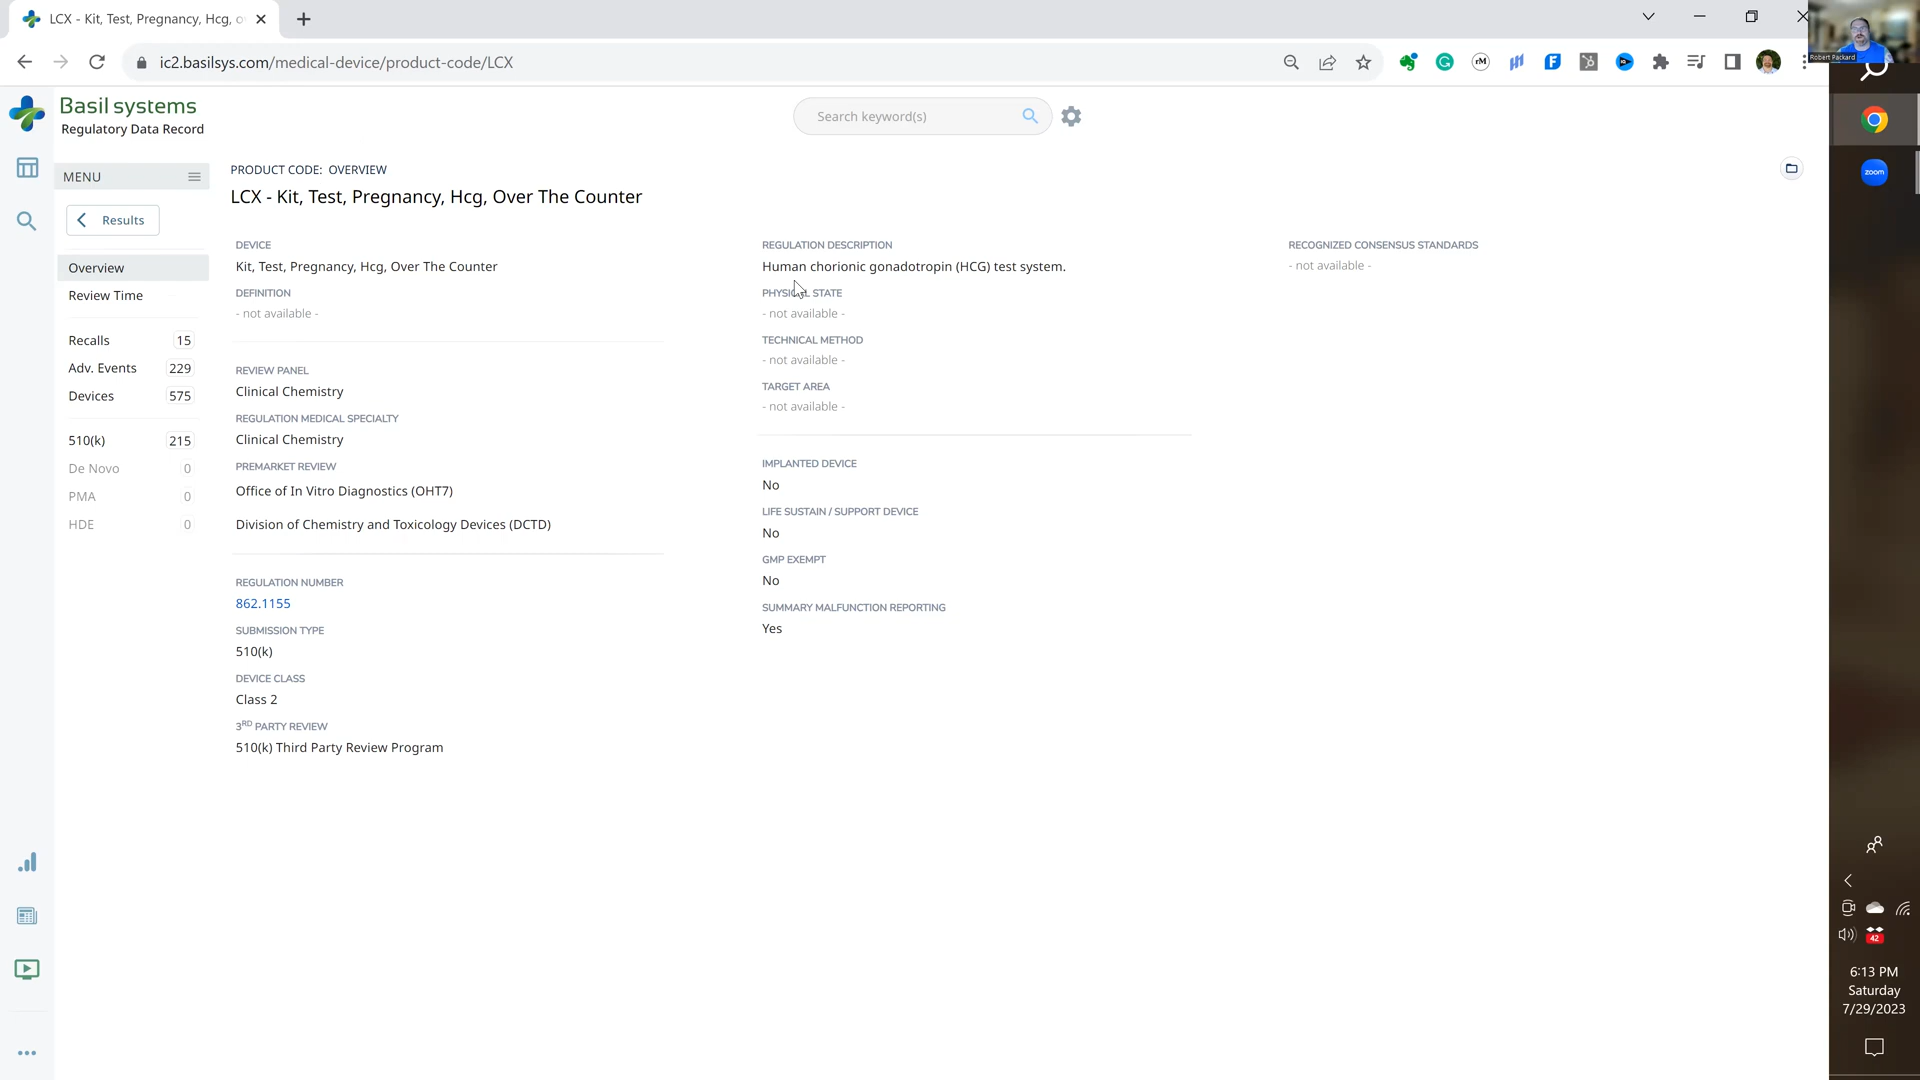 LCX - Kit, Test, Pregnancy, Hcg, o
ic2.basilsys.com/medical-device/product-code/LCX
Robert Packard
Basil systems
Regulatory Data Record
Search keyword(s)
zoom
MENU
Results
Overview
Review Time
Recalls 15
Adv. Events 229
Devices 575
510(k) 215
De Novo 0
PMA 0
HDE 0
PRODUCT CODE: OVERVIEW
LCX - Kit, Test, Pregnancy, Hcg, Over The Counter
DEVICE
Kit, Test, Pregnancy, Hcg, Over The Counter
DEFINITION
- not available -
REVIEW PANEL
Clinical Chemistry
REGULATION MEDICAL SPECIALTY
Clinical Chemistry
PREMARKET REVIEW
Office of In Vitro Diagnostics (OHT7)
Division of Chemistry and Toxicology Devices (DCTD)
REGULATION NUMBER
862.1155
SUBMISSION TYPE
510(k)
DEVICE CLASS
Class 2
3RD PARTY REVIEW
510(k) Third Party Review Program
REGULATION DESCRIPTION
Human chorionic gonadotropin (HCG) test system.
PHYSICAL STATE
- not available -
TECHNICAL METHOD
- not available -
TARGET AREA
- not available -
IMPLANTED DEVICE
No
LIFE SUSTAIN / SUPPORT DEVICE
No
GMP EXEMPT
No
SUMMARY MALFUNCTION REPORTING
Yes
RECOGNIZED CONSENSUS STANDARDS
- not available -
42
6:13 PM
Saturday
7/29/2023